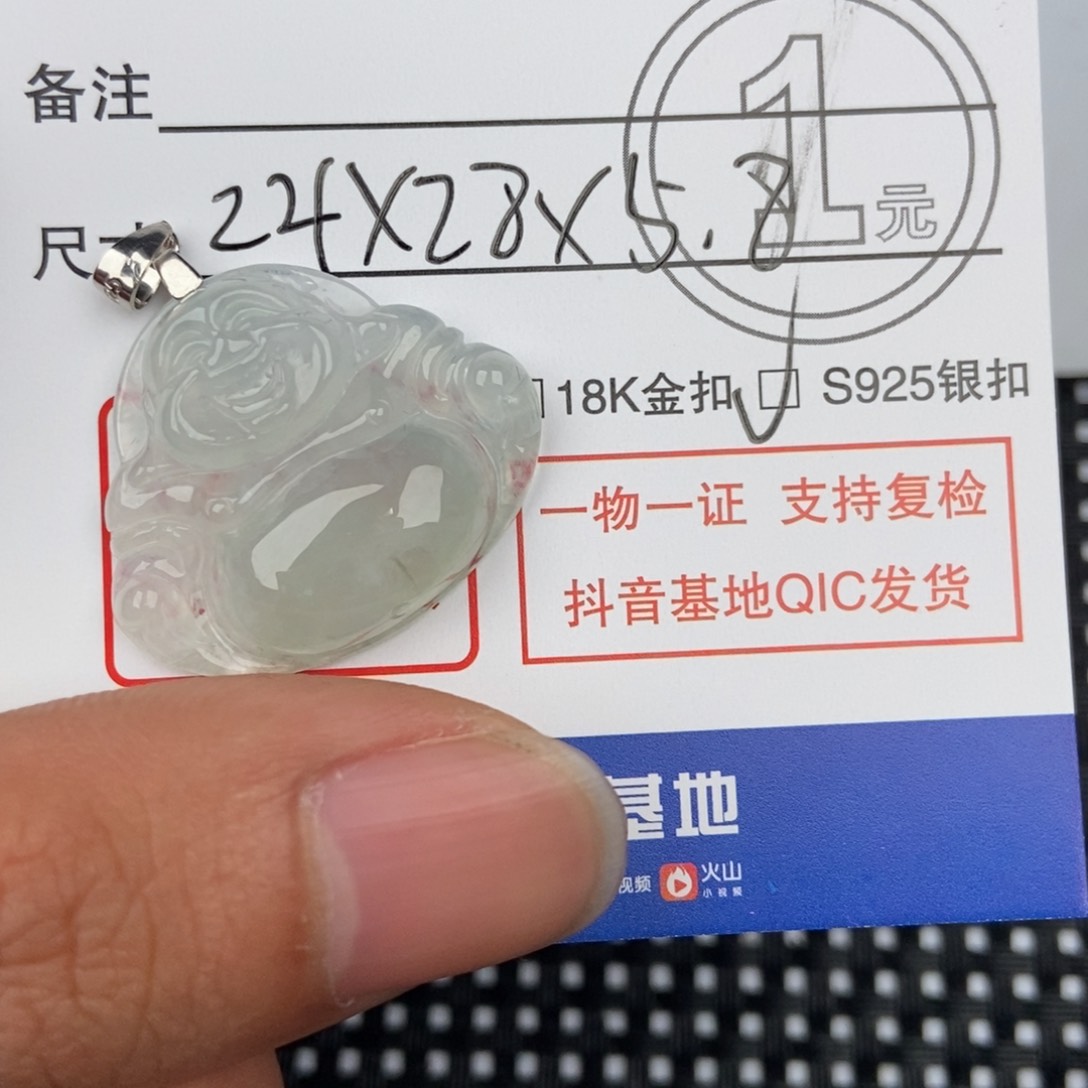 备注
1元
尺寸 24X28X5.8
18K金扣 ☐ S925银扣
一物一证 支持复检
抖音基地QIC发货
基地
视频 火山
小视频